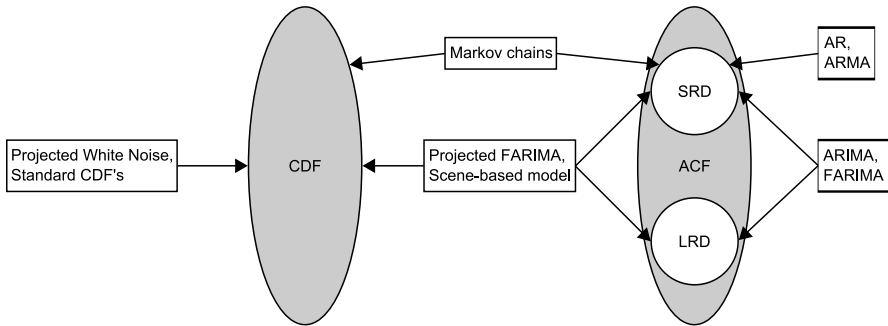 Markov chains
AR,
ARMA
SRD
Projected White Noise,
Standard CDF's
CDF
Projected FARIMA,
Scene-based model
ACF
ARIMA,
FARIMA
LRD